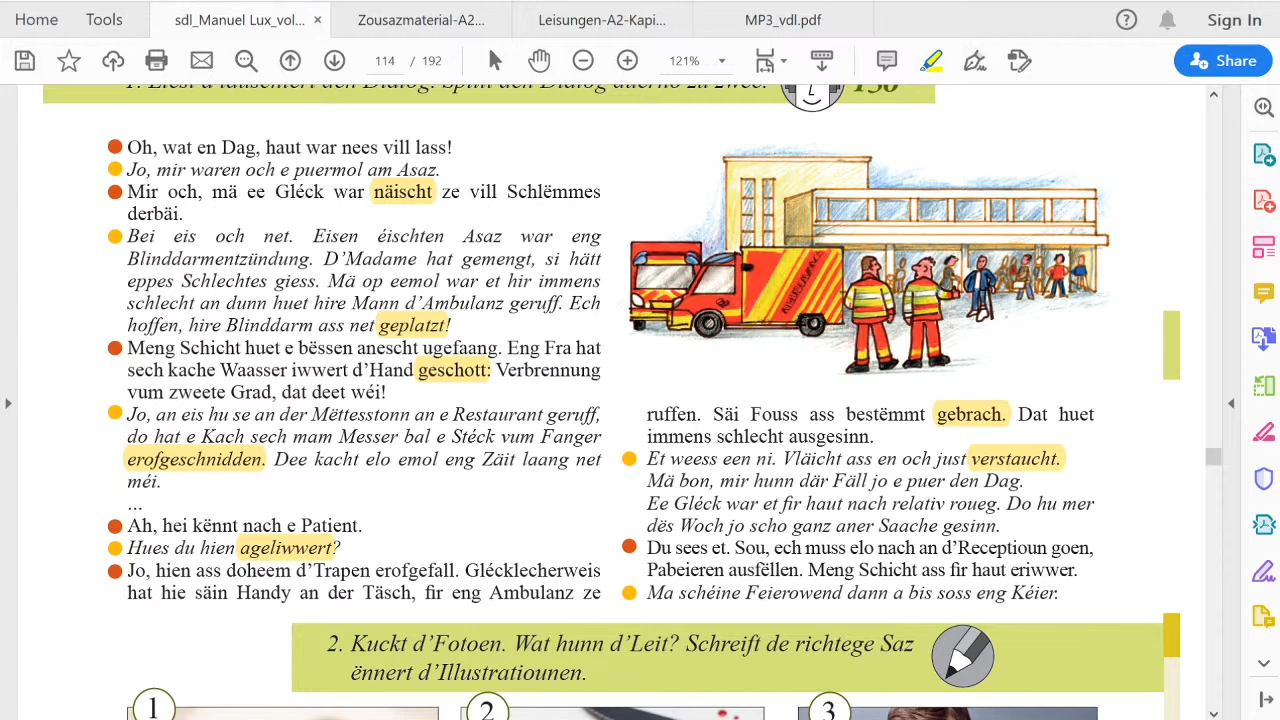 Home Tools sdl_Manuel Lux_vol... × Zousazmaterial-A2... Leisungen-A2-Kapi... MP3_vdl.pdf Sign In
114 / 192 121% Share
1. Liest a lauschtert den Dialog. Spillt den Dialog duerno zu zwee. 136
Oh, wat en Dag, haut war nees vill lass!
Jo, mir waren och e puermol am Asaz.
Mir och, mä ee Gléck war näischt ze vill Schlëmmes
derbäi.
Bei eis och net. Eisen éischten Asaz war eng
Blinddarmentzündung. D'Madame hat gemengt, si hätt
eppes Schlechtes giess. Mä op eemol war et hir immens
schlecht an dunn huet hire Mann d'Ambulanz geruff. Ech
hoffen, hire Blinddarm ass net geplatzt!
Meng Schicht huet e bëssen anescht ugefaang. Eng Fra hat
sech kache Waasser iwwert d'Hand geschott: Verbrennung
vum zweete Grad, dat deet wéi!
Jo, an eis hu se an der Mëttesstonn an e Restaurant geruff,
do hat e Kach sech mam Messer bal e Stéck vum Fanger
erofgeschnidden. Dee kacht elo emol eng Zäit laang net
méi.
...
Ah, hei kënnt nach e Patient.
Hues du hien ageliwwert?
Jo, hien ass doheem d'Trapen erofgefall. Glécklecherweis
hat hie säin Handy an der Täsch, fir eng Ambulanz ze
ruffen. Säi Fouss ass bestëmmt gebrach. Dat huet
immens schlecht ausgesinn.
Et weess een ni. Vläicht ass en och just verstaucht.
Mä bon, mir hunn där Fäll jo e puer den Dag.
Ee Gléck war et fir haut nach relativ roueg. Do hu mer
dës Woch jo scho ganz aner Saache gesinn.
Du sees et. Sou, ech muss elo nach an d'Receptioun goen,
Pabeieren ausfëllen. Meng Schicht ass fir haut eriwwer.
Ma schéine Feierowend dann a bis soss eng Kéier.
2. Kuckt d'Fotoen. Wat hunn d'Leit? Schreift de richtege Saz
ënnert d'Illustratiounen.
1 2 3